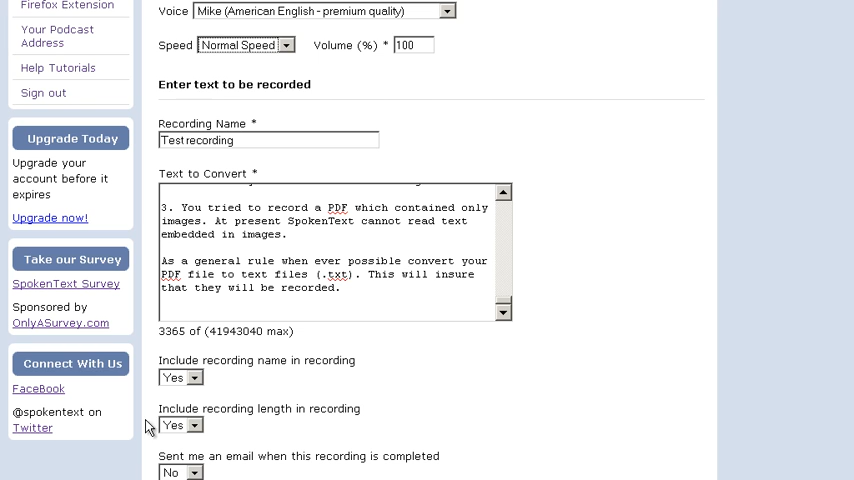 Firefox Extension
Your Podcast
Address
Help Tutorials
Sign out
Upgrade Today
Upgrade your
account before it
expires
Upgrade now!
Take our Survey
SpokenText Survey
Sponsored by
OnlyASurvey.com
Connect With Us
FaceBook
@spokentext on
Twitter
Voice Mike (American English - premium quality)
Speed Normal Speed Volume (%) * 100
Enter text to be recorded
Recording Name *
Test recording
Text to Convert *
3. You tried to record a PDF which contained only
images. At present SpokenText cannot read text
embedded in images.
As a general rule when ever possible convert your
PDF file to text files (.txt). This will insure
that they will be recorded.
3365 of (41943040 max)
Include recording name in recording
Yes
Include recording length in recording
Yes
Sent me an email when this recording is completed
No